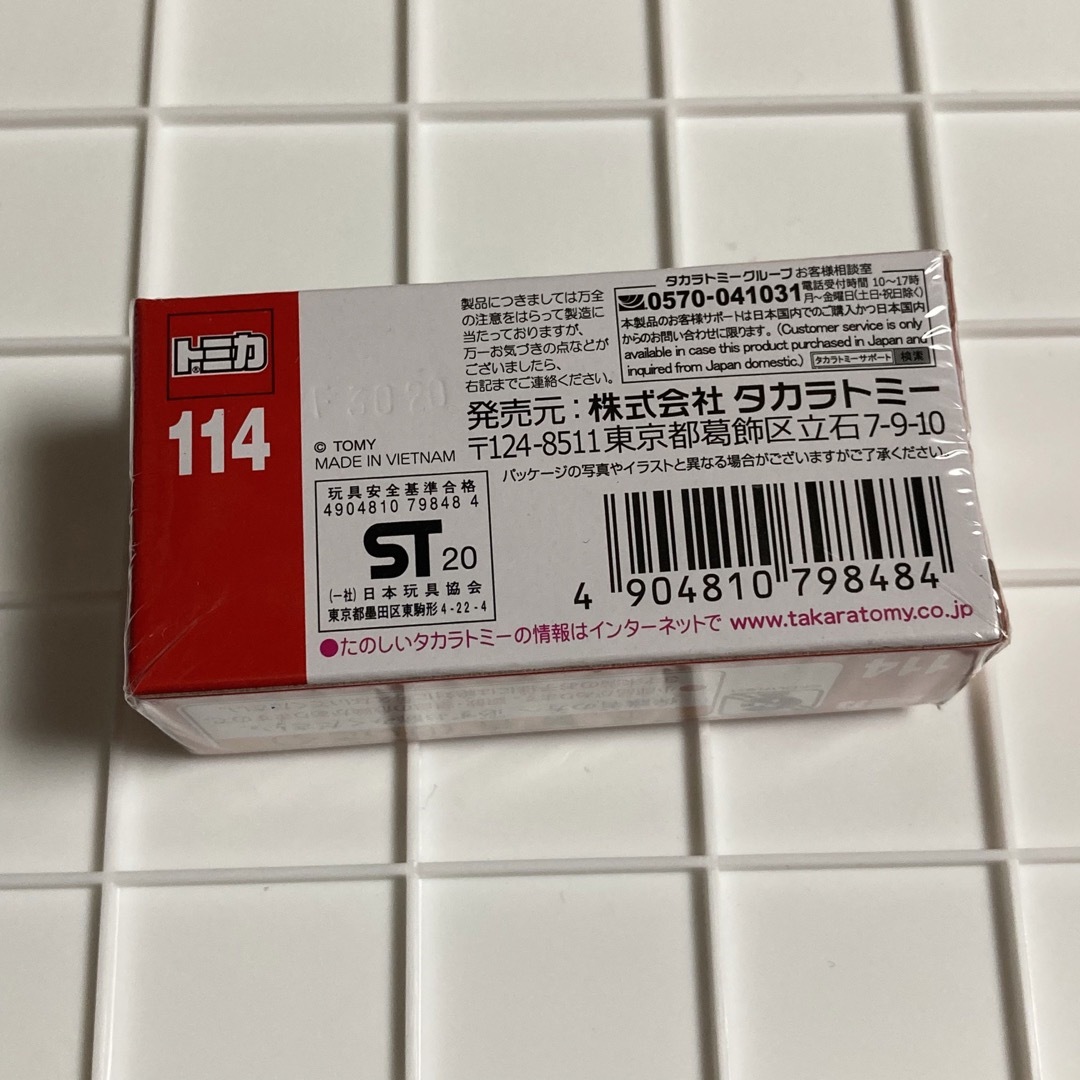 トミカ
®
114
© TOMY
MADE IN VIETNAM
玩具安全基準合格
4904810 79848 4
ST 20
(一社)日本玩具協会
東京都墨田区東駒形4-22-4
製品につきましては万全
の注意をはらって製造に
当たっておりますが、
万一お気づきの点などが
ございましたら、
右記までご連絡ください。
タカラトミーグループ お客様相談室
0570-041031 電話受付時間 10〜17時
月〜金曜日(土・日・祝日除く)
本製品のお客様サポートは日本国内でのご購入かつ日本国内
からのお問い合わせに限ります。(Customer service is only
available in case this product purchased in Japan and
inquired from Japan domestic.) タカラトミーサポート 検索
発売元:株式会社 タカラトミー
〒124-8511東京都葛飾区立石7-9-10
パッケージの写真やイラストと異なる場合がございますがご了承ください。
4 904810 798484
●たのしいタカラトミーの情報はインターネットで www.takaratomy.co.jp
114